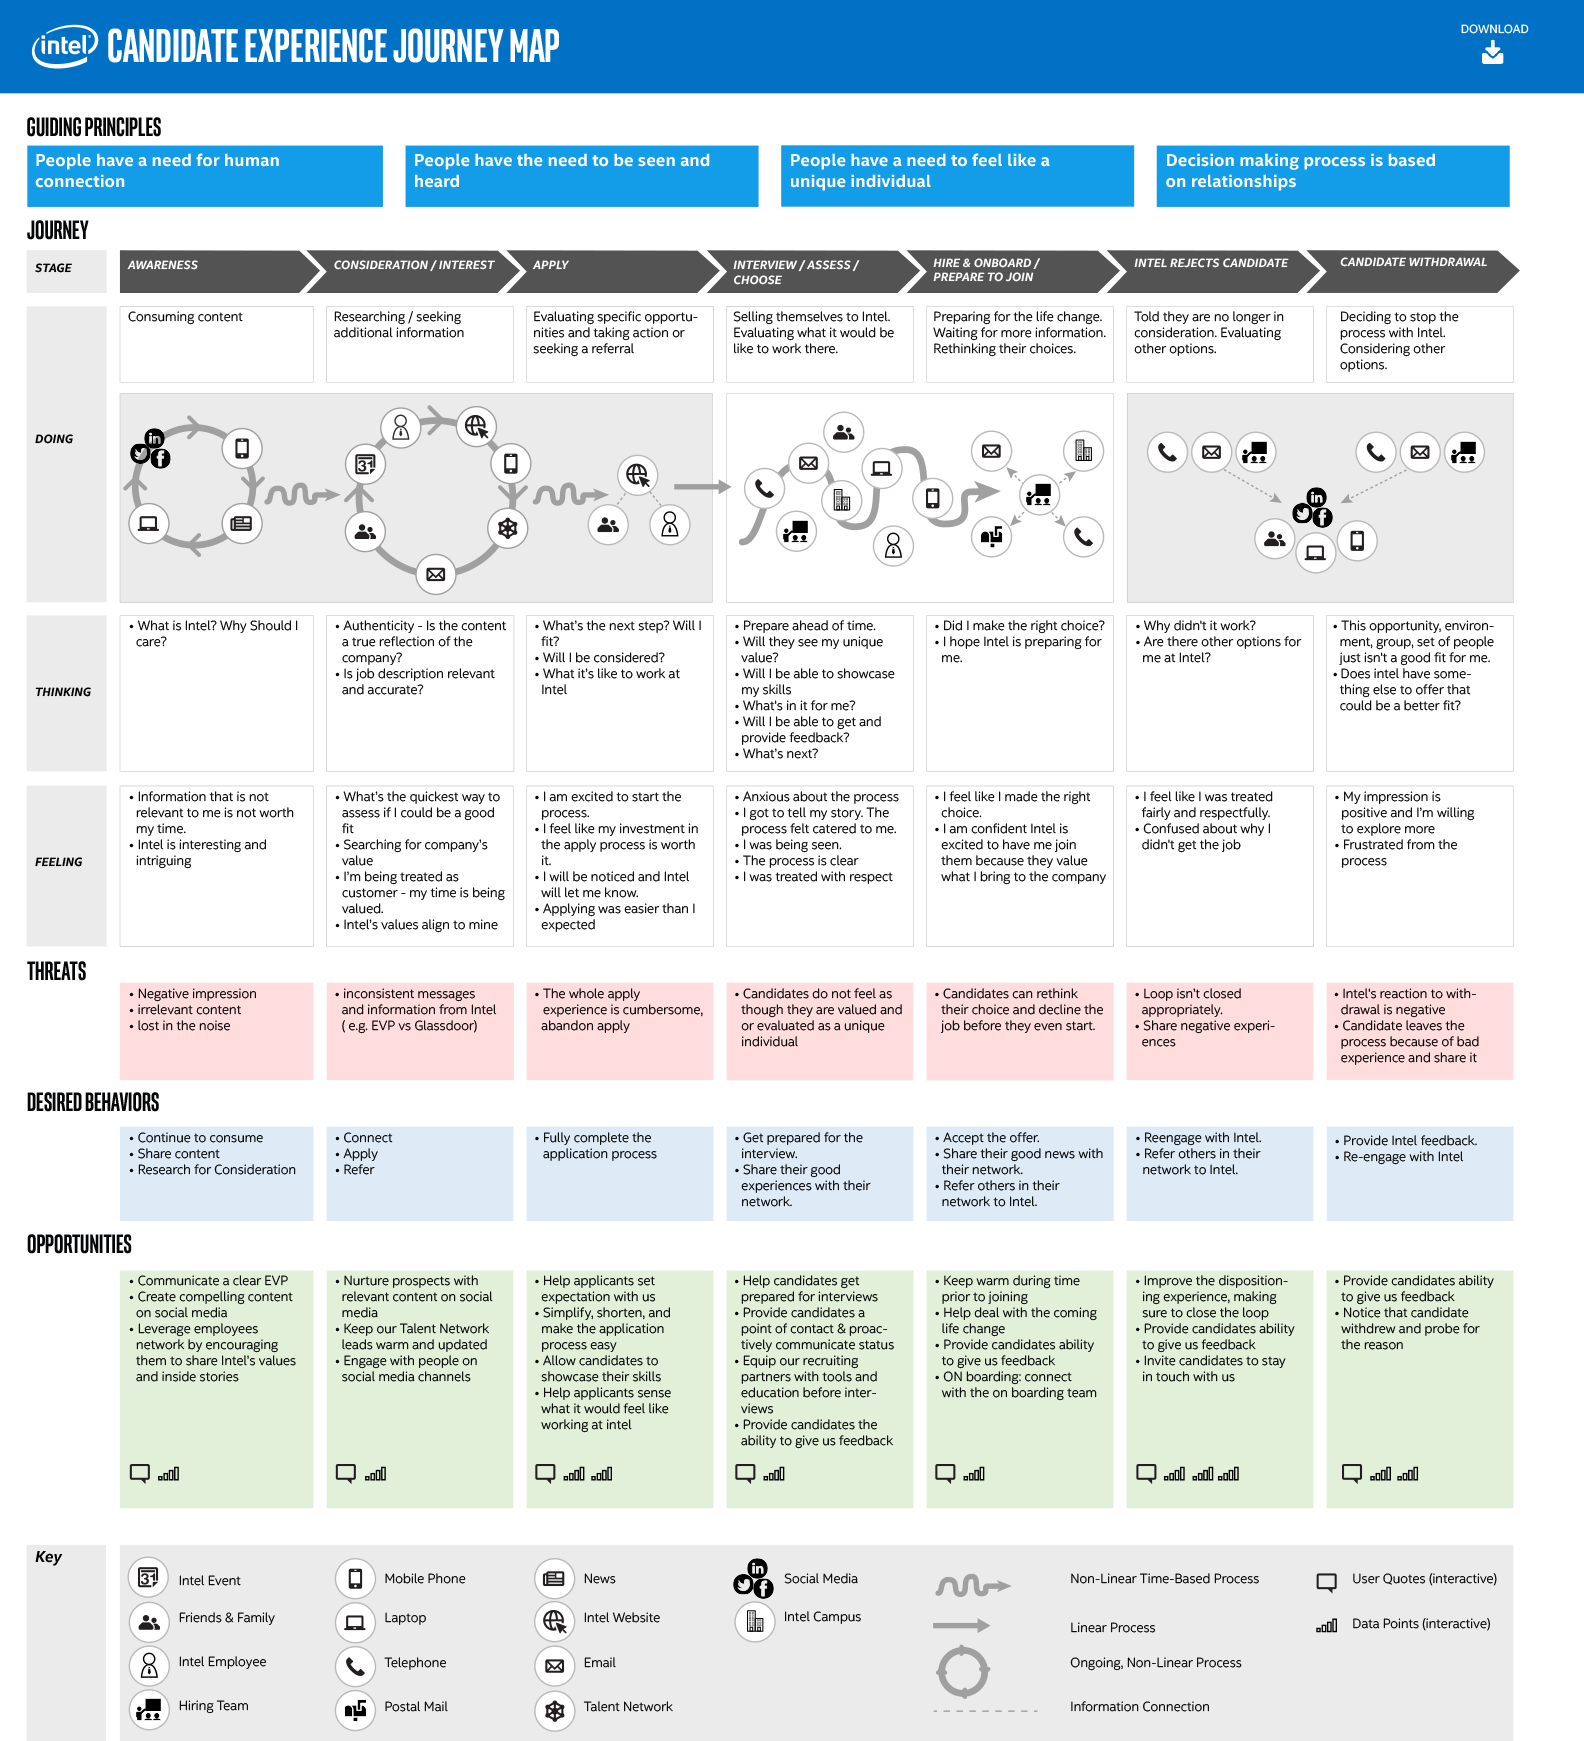 intel CANDIDATE EXPERIENCE JOURNEY MAP
DOWNLOAD
GUIDING PRINCIPLES
People have a need for human
connection
People have the need to be seen and
heard
People have a need to feel like a
unique individual
Decision making process is based
on relationships
JOURNEY
STAGE
AWARENESS
CONSIDERATION / INTEREST
APPLY
INTERVIEW / ASSESS /
CHOOSE
HIRE & ONBOARD /
PREPARE TO JOIN
INTEL REJECTS CANDIDATE
CANDIDATE WITHDRAWAL
DOING
Consuming content
Researching / seeking
additional information
Evaluating specific opportu-
nities and taking action or
seeking a referral
Selling themselves to Intel.
Evaluating what it would be
like to work there.
Preparing for the life change.
Waiting for more information.
Rethinking their choices.
Told they are no longer in
consideration. Evaluating
other options.
Deciding to stop the
process with Intel.
Considering other
options.
in
f
31
in
f
THINKING
• What is Intel? Why Should I
care?
• Authenticity - Is the content
a true reflection of the
company?
• Is job description relevant
and accurate?
• What's the next step? Will I
fit?
• Will I be considered?
• What it's like to work at
Intel
• Prepare ahead of time.
• Will they see my unique
value?
• Will I be able to showcase
my skills
• What's in it for me?
• Will I be able to get and
provide feedback?
• What's next?
• Did I make the right choice?
• I hope Intel is preparing for
me.
• Why didn't it work?
• Are there other options for
me at Intel?
• This opportunity, environ-
ment, group, set of people
just isn't a good fit for me.
• Does intel have some-
thing else to offer that
could be a better fit?
FEELING
• Information that is not
relevant to me is not worth
my time.
• Intel is interesting and
intriguing
• What's the quickest way to
assess if I could be a good
fit
• Searching for company's
value
• I'm being treated as
customer - my time is being
valued.
• Intel's values align to mine
• I am excited to start the
process.
• I feel like my investment in
the apply process is worth
it.
• I will be noticed and Intel
will let me know.
• Applying was easier than I
expected
• Anxious about the process
• I got to tell my story. The
process felt catered to me.
• I was being seen.
• The process is clear
• I was treated with respect
• I feel like I made the right
choice.
• I am confident Intel is
excited to have me join
them because they value
what I bring to the company
• I feel like I was treated
fairly and respectfully.
• Confused about why I
didn't get the job
• My impression is
positive and I'm willing
to explore more
• Frustrated from the
process
THREATS
• Negative impression
• irrelevant content
• lost in the noise
• inconsistent messages
and information from Intel
( e.g. EVP vs Glassdoor)
• The whole apply
experience is cumbersome,
abandon apply
• Candidates do not feel as
though they are valued and
or evaluated as a unique
individual
• Candidates can rethink
their choice and decline the
job before they even start.
• Loop isn't closed
appropriately.
• Share negative experi-
ences
• Intel's reaction to with-
drawal is negative
• Candidate leaves the
process because of bad
experience and share it
DESIRED BEHAVIORS
• Continue to consume
• Share content
• Research for Consideration
• Connect
• Apply
• Refer
• Fully complete the
application process
• Get prepared for the
interview.
• Share their good
experiences with their
network.
• Accept the offer.
• Share their good news with
their network.
• Refer others in their
network to Intel.
• Reengage with Intel.
• Refer others in their
network to Intel.
• Provide Intel feedback.
• Re-engage with Intel
OPPORTUNITIES
• Communicate a clear EVP
• Create compelling content
on social media
• Leverage employees
network by encouraging
them to share Intel's values
and inside stories
• Nurture prospects with
relevant content on social
media
• Keep our Talent Network
leads warm and updated
• Engage with people on
social media channels
• Help applicants set
expectation with us
• Simplify, shorten, and
make the application
process easy
• Allow candidates to
showcase their skills
• Help applicants sense
what it would feel like
working at intel
• Help candidates get
prepared for interviews
• Provide candidates a
point of contact & proac-
tively communicate status
• Equip our recruiting
partners with tools and
education before inter-
views
• Provide candidates the
ability to give us feedback
• Keep warm during time
prior to joining
• Help deal with the coming
life change
• Provide candidates ability
to give us feedback
• ON boarding: connect
with the on boarding team
• Improve the disposition-
ing experience, making
sure to close the loop
• Provide candidates ability
to give us feedback
• Invite candidates to stay
in touch with us
• Provide candidates ability
to give us feedback
• Notice that candidate
withdrew and probe for
the reason
Key
31 Intel Event
Friends & Family
Intel Employee
Hiring Team
Mobile Phone
Laptop
Telephone
Postal Mail
News
Intel Website
Email
Talent Network
in f Social Media
Intel Campus
Non-Linear Time-Based Process
Linear Process
Ongoing, Non-Linear Process
Information Connection
User Quotes (interactive)
Data Points (interactive)